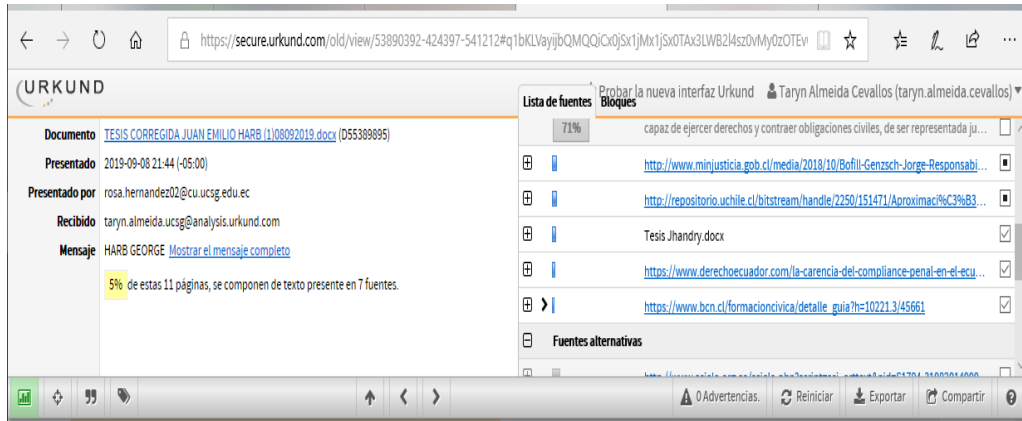 https://secure.urkund.com/old/view/53890392-424397-541212#q1bKLVayijbQMQQiCx0jSx1jMx1jSx0TAx3LWB2l4sz0vMy0zOTEv
URKUND
Probar la nueva interfaz Urkund Taryn Almeida Cevallos (taryn.almeida.cevallos)
Lista de fuentes Bloques
Documento TESIS CORREGIDA JUAN EMILIO HARB (1)08092019.docx (D55389895)
Presentado 2019-09-08 21:44 (-05:00)
Presentado por rosa.hernandez02@cu.ucsg.edu.ec
Recibido taryn.almeida.ucsg@analysis.urkund.com
Mensaje HARB GEORGE Mostrar el mensaje completo
5% de estas 11 páginas, se componen de texto presente en 7 fuentes.
71% capaz de ejercer derechos y contraer obligaciones civiles, de ser representada ju...
http://www.minjusticia.gob.cl/media/2018/10/Bofill-Genzsch-Jorge-Responsabi...
http://repositorio.uchile.cl/bitstream/handle/2250/151471/Aproximaci%C3%B3...
Tesis Jhandry.docx
https://www.derechoecuador.com/la-carencia-del-compliance-penal-en-el-ecu...
https://www.bcn.cl/formacioncivica/detalle_guia?h=10221.3/45661
Fuentes alternativas
0 Advertencias. Reiniciar Exportar Compartir